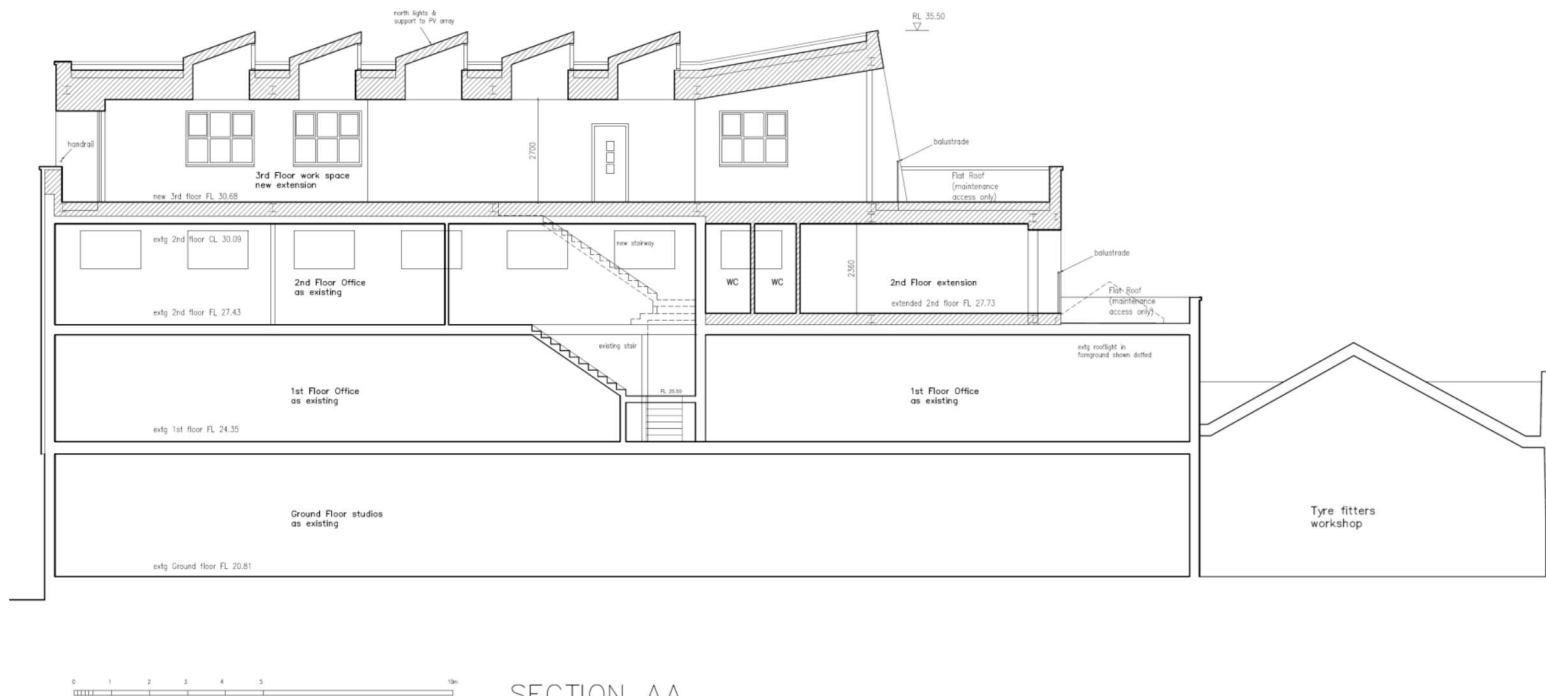 north lights &
support to PV array
RL 35.50
handrail
2700
balustrade
3rd Floor work space
new extension
new 3rd floor FL 30.68
Flat Roof
(maintenance
access only)
extg 2nd floor CL 30.09
new stairway
balustrade
2nd Floor Office
as existing
WC
WC
2360
2nd Floor extension
extended 2nd floor FL 27.73
Flat Roof
(maintenance
access only)
extg 2nd floor FL 27.43
existing stair
extg rooflight in
foreground shown dotted
1st Floor Office
as existing
1st Floor Office
as existing
extg 1st floor FL 24.35
Ground Floor studios
as existing
Tyre fitters
workshop
extg Ground floor FL 20.81
0 1 2 3 4 5 10m
SECTION AA